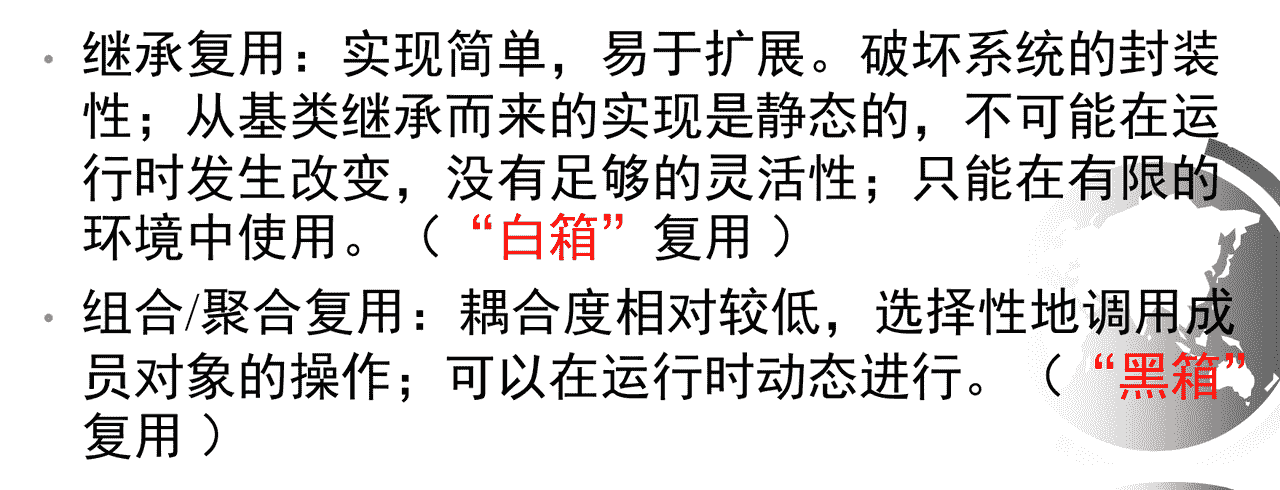 • 继承复用：实现简单，易于扩展。破坏系统的封装
性；从基类继承而来的实现是静态的，不可能在运
行时发生改变，没有足够的灵活性；只能在有限的
环境中使用。（“白箱”复用 ）
• 组合/聚合复用：耦合度相对较低，选择性地调用成
员对象的操作；可以在运行时动态进行。（“黑箱”
复用 ）